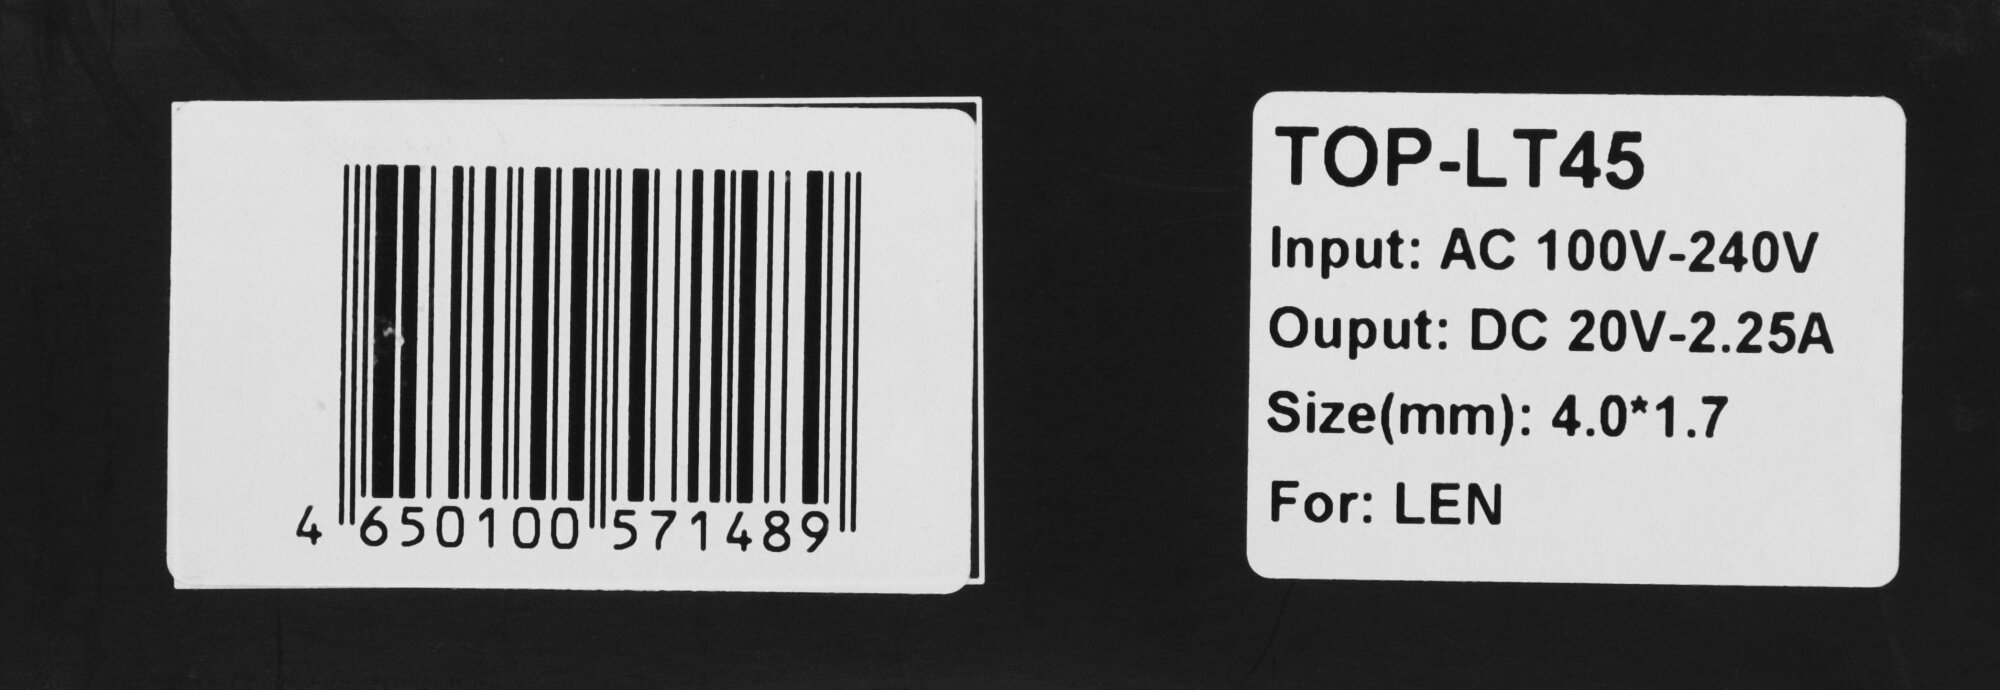 4 650100 571489
TOP-LT45
Input: AC 100V-240V
Ouput: DC 20V-2.25A
Size(mm): 4.0*1.7
For: LEN